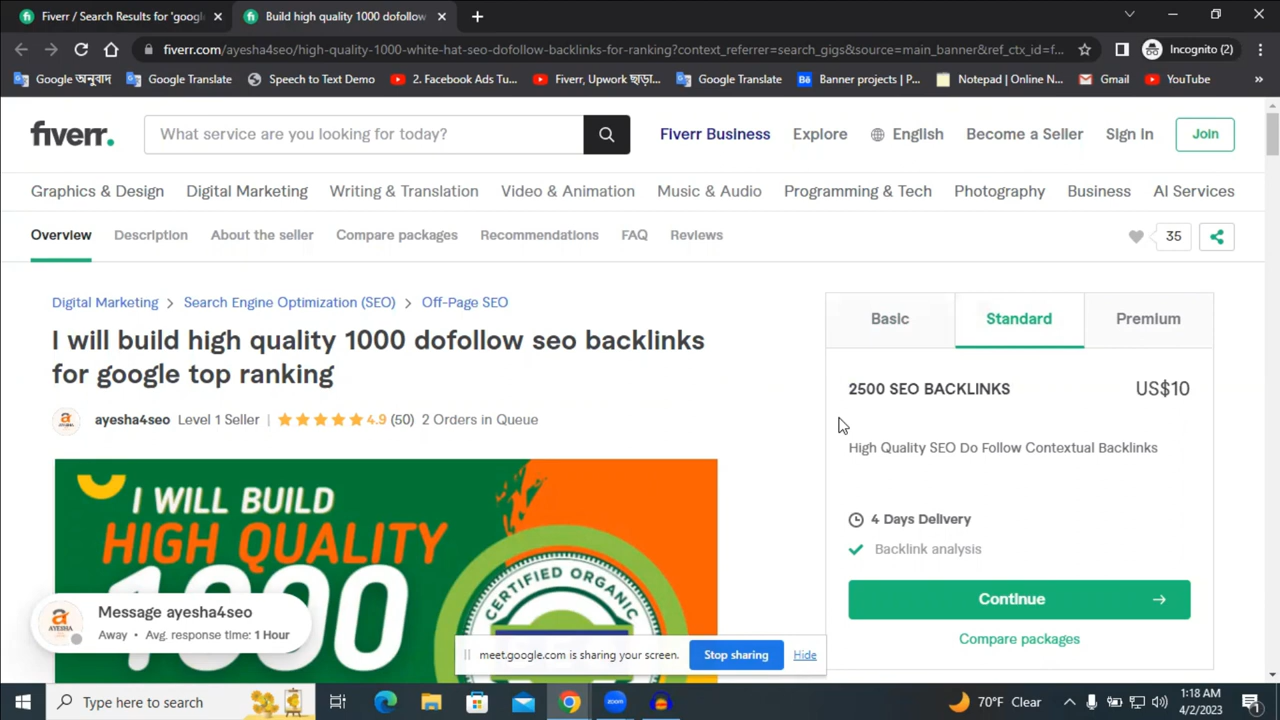 Fiverr / Search Results for 'googl
Build high quality 1000 dofollow
fiverr.com/ayesha4seo/high-quality-1000-white-hat-seo-dofollow-backlinks-for-ranking?context_referrer=search_gigs&source=main_banner&ref_ctx_id=f...
Incognito (2)
Google অনুবাদ
Google Translate
Speech to Text Demo
2. Facebook Ads Tu...
Fiverr, Upwork ছাড়া...
Google Translate
Bē Banner projects | P...
Notepad | Online N...
Gmail
YouTube
»
fiverr.
What service are you looking for today?
Fiverr Business
Explore
English
Become a Seller
Sign In
Join
Graphics & Design
Digital Marketing
Writing & Translation
Video & Animation
Music & Audio
Programming & Tech
Photography
Business
AI Services
Overview
Description
About the seller
Compare packages
Recommendations
FAQ
Reviews
35
Digital Marketing > Search Engine Optimization (SEO) > Off-Page SEO
I will build high quality 1000 dofollow seo backlinks
for google top ranking
ayesha4seo Level 1 Seller | 4.9 (50) 2 Orders in Queue
I WILL BUILD
HIGH QUALITY
1000
CERTIFIED ORGANIC
Basic
Standard
Premium
2500 SEO BACKLINKS US$10
High Quality SEO Do Follow Contextual Backlinks
4 Days Delivery
Backlink analysis
Continue
Compare packages
AYESHA
Message ayesha4seo
Away • Avg. response time: 1 Hour
meet.google.com is sharing your screen.
Stop sharing
Hide
Type here to search
zoom
70°F Clear
1:18 AM
4/2/2023
1